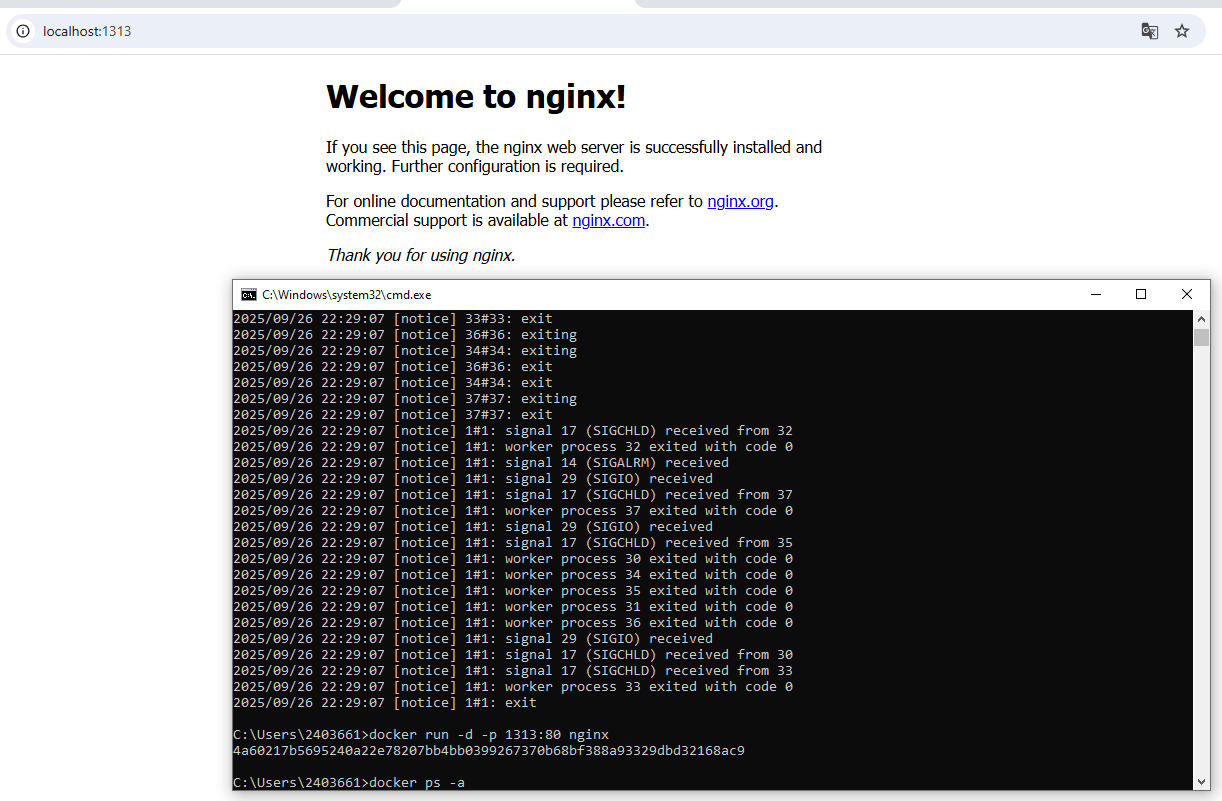 localhost:1313
Welcome to nginx!
If you see this page, the nginx web server is successfully installed and
working. Further configuration is required.
For online documentation and support please refer to nginx.org.
Commercial support is available at nginx.com.
Thank you for using nginx.
C:\Windows\system32\cmd.exe
2025/09/26 22:29:07 [notice] 33#33: exit
2025/09/26 22:29:07 [notice] 36#36: exiting
2025/09/26 22:29:07 [notice] 34#34: exiting
2025/09/26 22:29:07 [notice] 36#36: exit
2025/09/26 22:29:07 [notice] 34#34: exit
2025/09/26 22:29:07 [notice] 37#37: exiting
2025/09/26 22:29:07 [notice] 37#37: exit
2025/09/26 22:29:07 [notice] 1#1: signal 17 (SIGCHLD) received from 32
2025/09/26 22:29:07 [notice] 1#1: worker process 32 exited with code 0
2025/09/26 22:29:07 [notice] 1#1: signal 14 (SIGALRM) received
2025/09/26 22:29:07 [notice] 1#1: signal 29 (SIGIO) received
2025/09/26 22:29:07 [notice] 1#1: signal 17 (SIGCHLD) received from 37
2025/09/26 22:29:07 [notice] 1#1: worker process 37 exited with code 0
2025/09/26 22:29:07 [notice] 1#1: signal 29 (SIGIO) received
2025/09/26 22:29:07 [notice] 1#1: signal 17 (SIGCHLD) received from 35
2025/09/26 22:29:07 [notice] 1#1: worker process 30 exited with code 0
2025/09/26 22:29:07 [notice] 1#1: worker process 34 exited with code 0
2025/09/26 22:29:07 [notice] 1#1: worker process 35 exited with code 0
2025/09/26 22:29:07 [notice] 1#1: worker process 31 exited with code 0
2025/09/26 22:29:07 [notice] 1#1: worker process 36 exited with code 0
2025/09/26 22:29:07 [notice] 1#1: signal 29 (SIGIO) received
2025/09/26 22:29:07 [notice] 1#1: signal 17 (SIGCHLD) received from 30
2025/09/26 22:29:07 [notice] 1#1: signal 17 (SIGCHLD) received from 33
2025/09/26 22:29:07 [notice] 1#1: worker process 33 exited with code 0
2025/09/26 22:29:07 [notice] 1#1: exit
C:\Users\2403661>docker run -d -p 1313:80 nginx
4a60217b5695240a22e78207bb4bb0399267370b68bf388a93329dbd32168ac9
C:\Users\2403661>docker ps -a